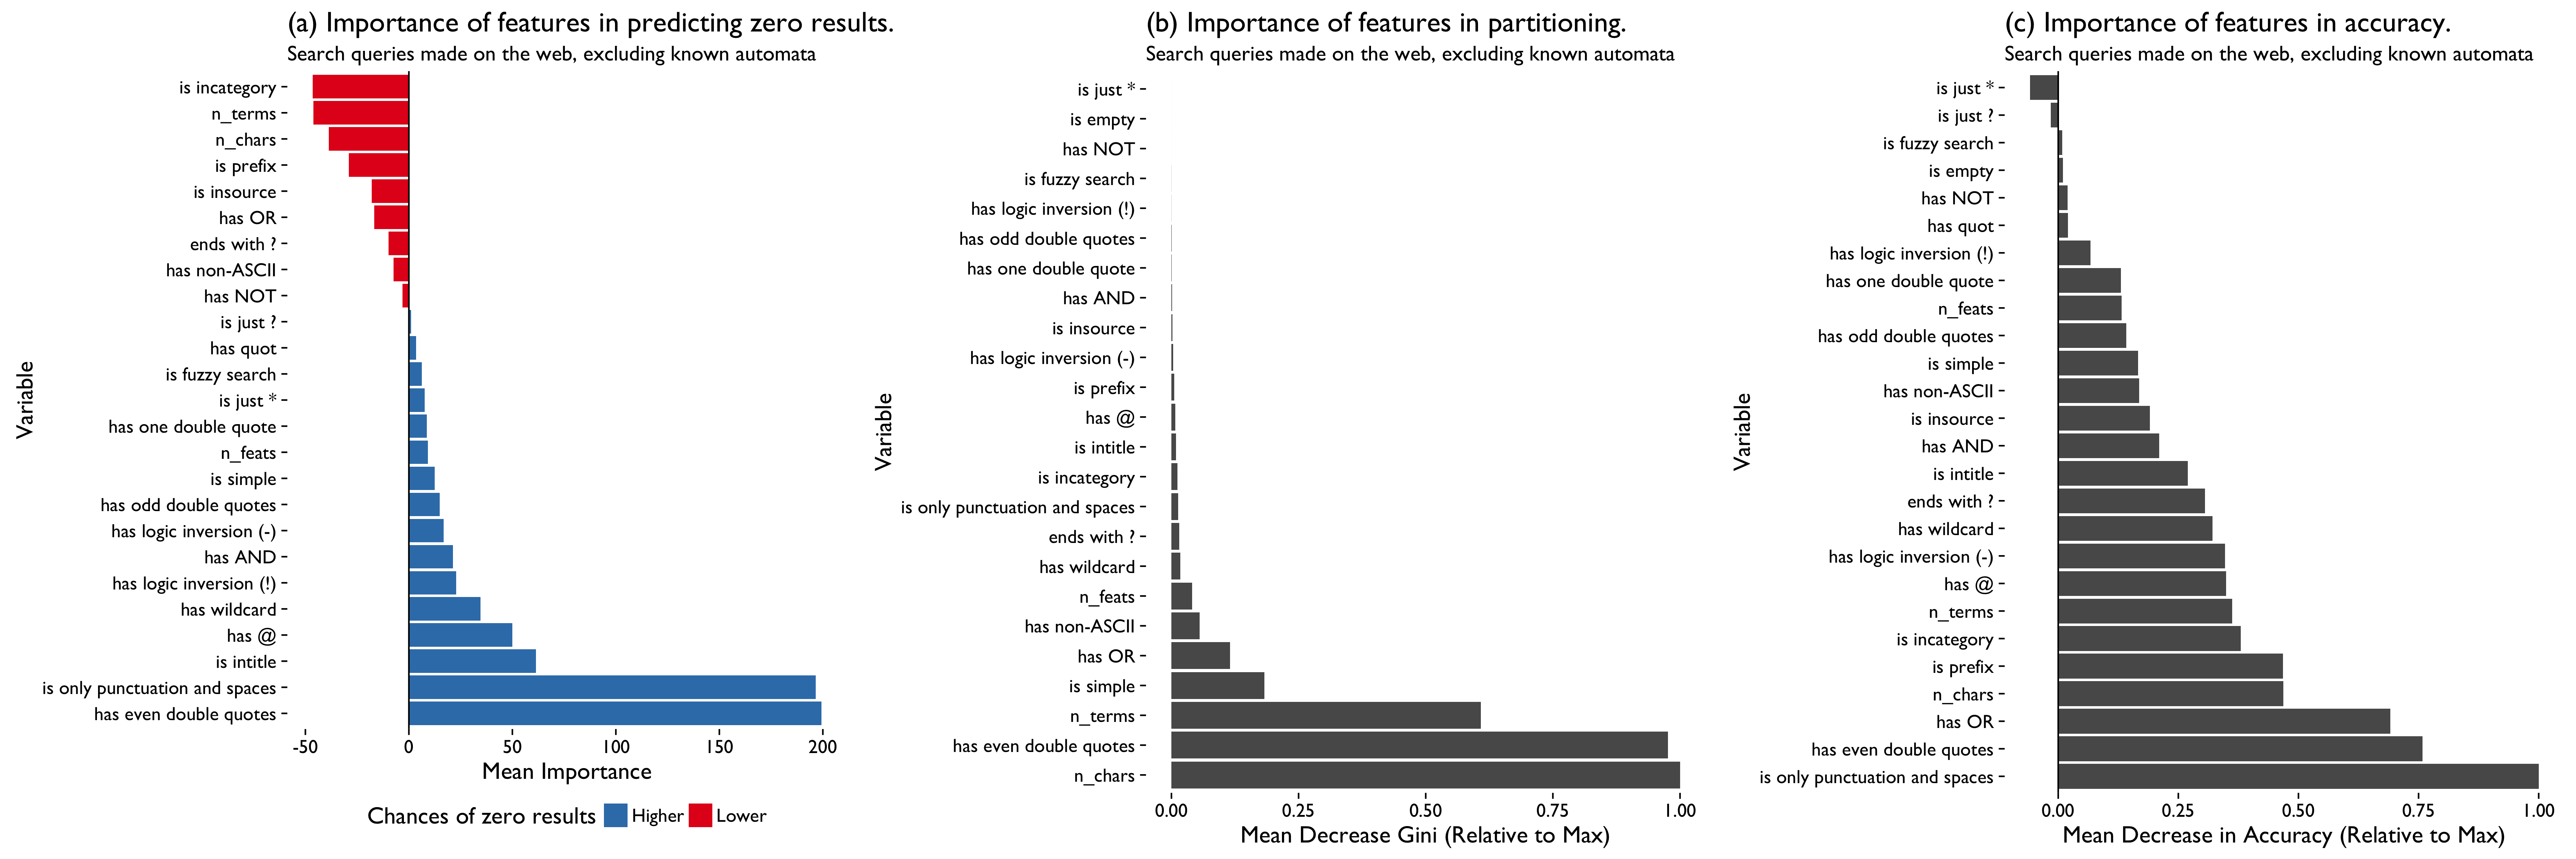 (a) Importance of features in predicting zero results.
Search queries made on the web, excluding known automata
Variable
is incategory
n_terms
n_chars
is prefix
is insource
has OR
ends with ?
has non-ASCII
has NOT
is just ?
has quot
is fuzzy search
is just *
has one double quote
n_feats
is simple
has odd double quotes
has logic inversion (-)
has AND
has logic inversion (!)
has wildcard
has @
is intitle
is only punctuation and spaces
has even double quotes
-50 0 50 100 150 200
Mean Importance
Chances of zero results Higher Lower
(b) Importance of features in partitioning.
Search queries made on the web, excluding known automata
Variable
is just *
is empty
has NOT
is fuzzy search
has logic inversion (!)
has odd double quotes
has one double quote
has AND
is insource
has logic inversion (-)
is prefix
has @
is intitle
is incategory
is only punctuation and spaces
ends with ?
has wildcard
n_feats
has non-ASCII
has OR
is simple
n_terms
has even double quotes
n_chars
0.00 0.25 0.50 0.75 1.00
Mean Decrease Gini (Relative to Max)
(c) Importance of features in accuracy.
Search queries made on the web, excluding known automata
Variable
is just *
is just ?
is fuzzy search
is empty
has NOT
has quot
has logic inversion (!)
has one double quote
n_feats
has odd double quotes
is simple
has non-ASCII
is insource
has AND
is intitle
ends with ?
has wildcard
has logic inversion (-)
has @
n_terms
is incategory
is prefix
n_chars
has OR
has even double quotes
is only punctuation and spaces
0.00 0.25 0.50 0.75 1.00
Mean Decrease in Accuracy (Relative to Max)